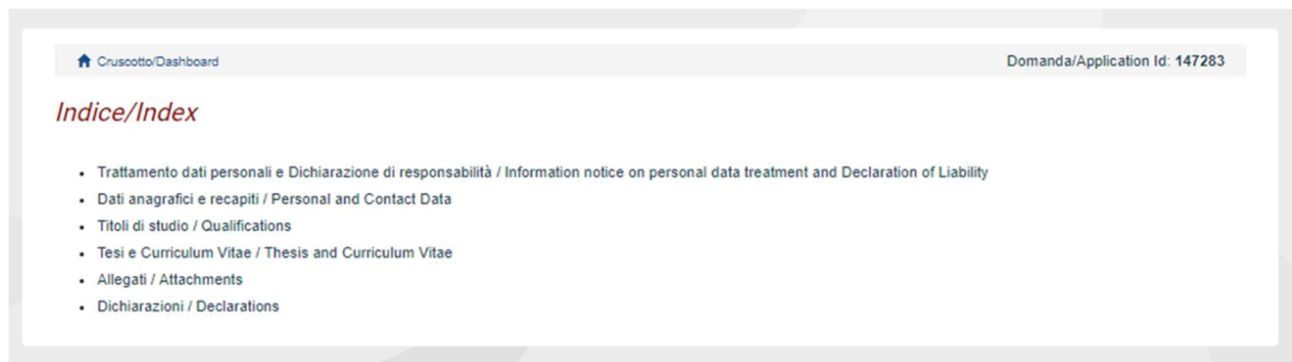 Cruscotto/Dashboard
Domanda/Application Id: 147283
Indice/Index
Trattamento dati personali e Dichiarazione di responsabilità / Information notice on personal data treatment and Declaration of Liability
Dati anagrafici e recapiti / Personal and Contact Data
Titoli di studio / Qualifications
Tesi e Curriculum Vitae / Thesis and Curriculum Vitae
Allegati / Attachments
Dichiarazioni / Declarations